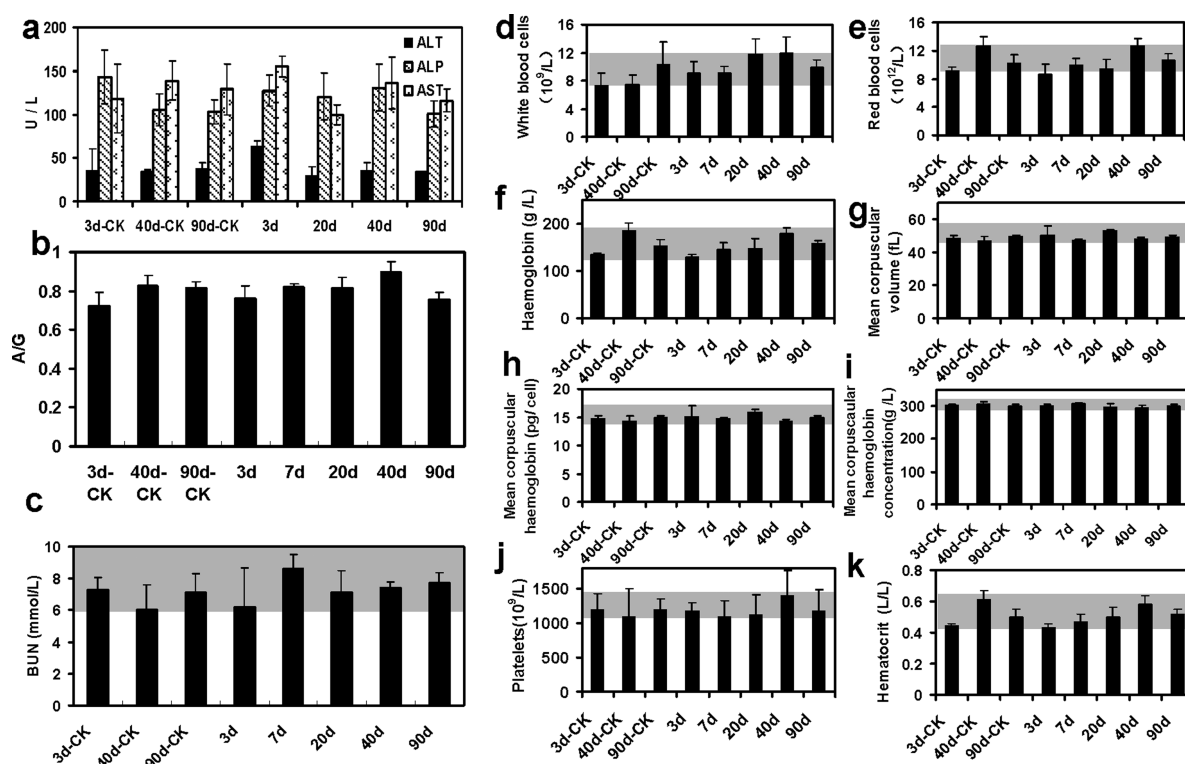 a
ALT
ALP
AST
U / L
200
150
100
50
0
3d-CK 40d-CK 90d-CK 3d 20d 40d 90d
b
A/G
1
0.8
0.6
0.4
0.2
0
3d-CK 40d-CK 90d-CK 3d 7d 20d 40d 90d
c
BUN (mmol/L)
10
8
6
4
2
0
3d-CK 40d-CK 90d-CK 3d 7d 20d 40d 90d
d
White blood cells
(10⁹/L)
16
12
8
4
0
3d-CK 40d-CK 90d-CK 3d 7d 20d 40d 90d
e
Red blood cells
(10¹²/L)
15
12
9
6
3
0
3d-CK 40d-CK 90d-CK 3d 7d 20d 40d 90d
f
Haemoglobin (g /L)
200
100
0
3d-CK 40d-CK 90d-CK 3d 7d 20d 40d 90d
g
Mean corpuscular
volume (fL)
60
40
20
0
3d-CK 40d-CK 90d-CK 3d 7d 20d 40d 90d
h
Mean corpuscular
haemoglobin (pg/ cell)
20
15
10
5
0
3d-CK 40d-CK 90d-CK 3d 7d 20d 40d 90d
i
Mean corpuscaular
haemoglobin
concentration(g /L)
300
200
100
0
3d-CK 40d-CK 90d-CK 3d 7d 20d 40d 90d
j
Platelets(10⁹/L)
1500
1000
500
0
3d-CK 40d-CK 90d-CK 3d 7d 20d 40d 90d
k
Hematocrit (L/L)
0.8
0.6
0.4
0.2
0
3d-CK 40d-CK 90d-CK 3d 7d 20d 40d 90d